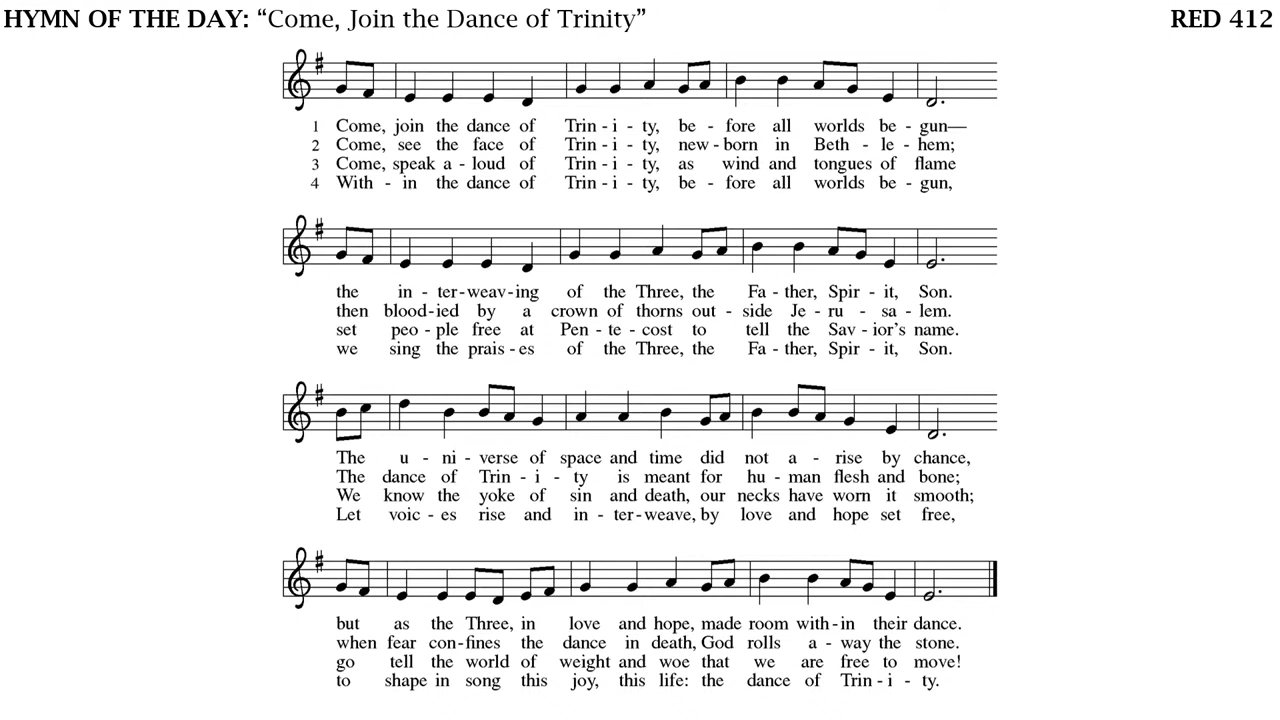 HYMN OF THE DAY: “Come, Join the Dance of Trinity” RED 412
1 Come, join the dance of Trin - i - ty, be - fore all worlds be - gun—
2 Come, see the face of Trin - i - ty, new - born in Beth - le - hem;
3 Come, speak a - loud of Trin - i - ty, as wind and tongues of flame
4 With - in the dance of Trin - i - ty, be - fore all worlds be - gun,
the in - ter - weav - ing of the Three, the Fa - ther, Spir - it, Son.
then blood - ied by a crown of thorns out - side Je - ru - sa - lem.
set peo - ple free at Pen - te - cost to tell the Sav - ior’s name.
we sing the prais - es of the Three, the Fa - ther, Spir - it, Son.
The u - ni - verse of space and time did not a - rise by chance,
The dance of Trin - i - ty is meant for hu - man flesh and bone;
We know the yoke of sin and death, our necks have worn it smooth;
Let voic - es rise and in - ter - weave, by love and hope set free,
but as the Three, in love and hope, made room with - in their dance.
when fear con - fines the dance in death, God rolls a - way the stone.
go tell the world of weight and woe that we are free to move!
to shape in song this joy, this life: the dance of Trin - i - ty.